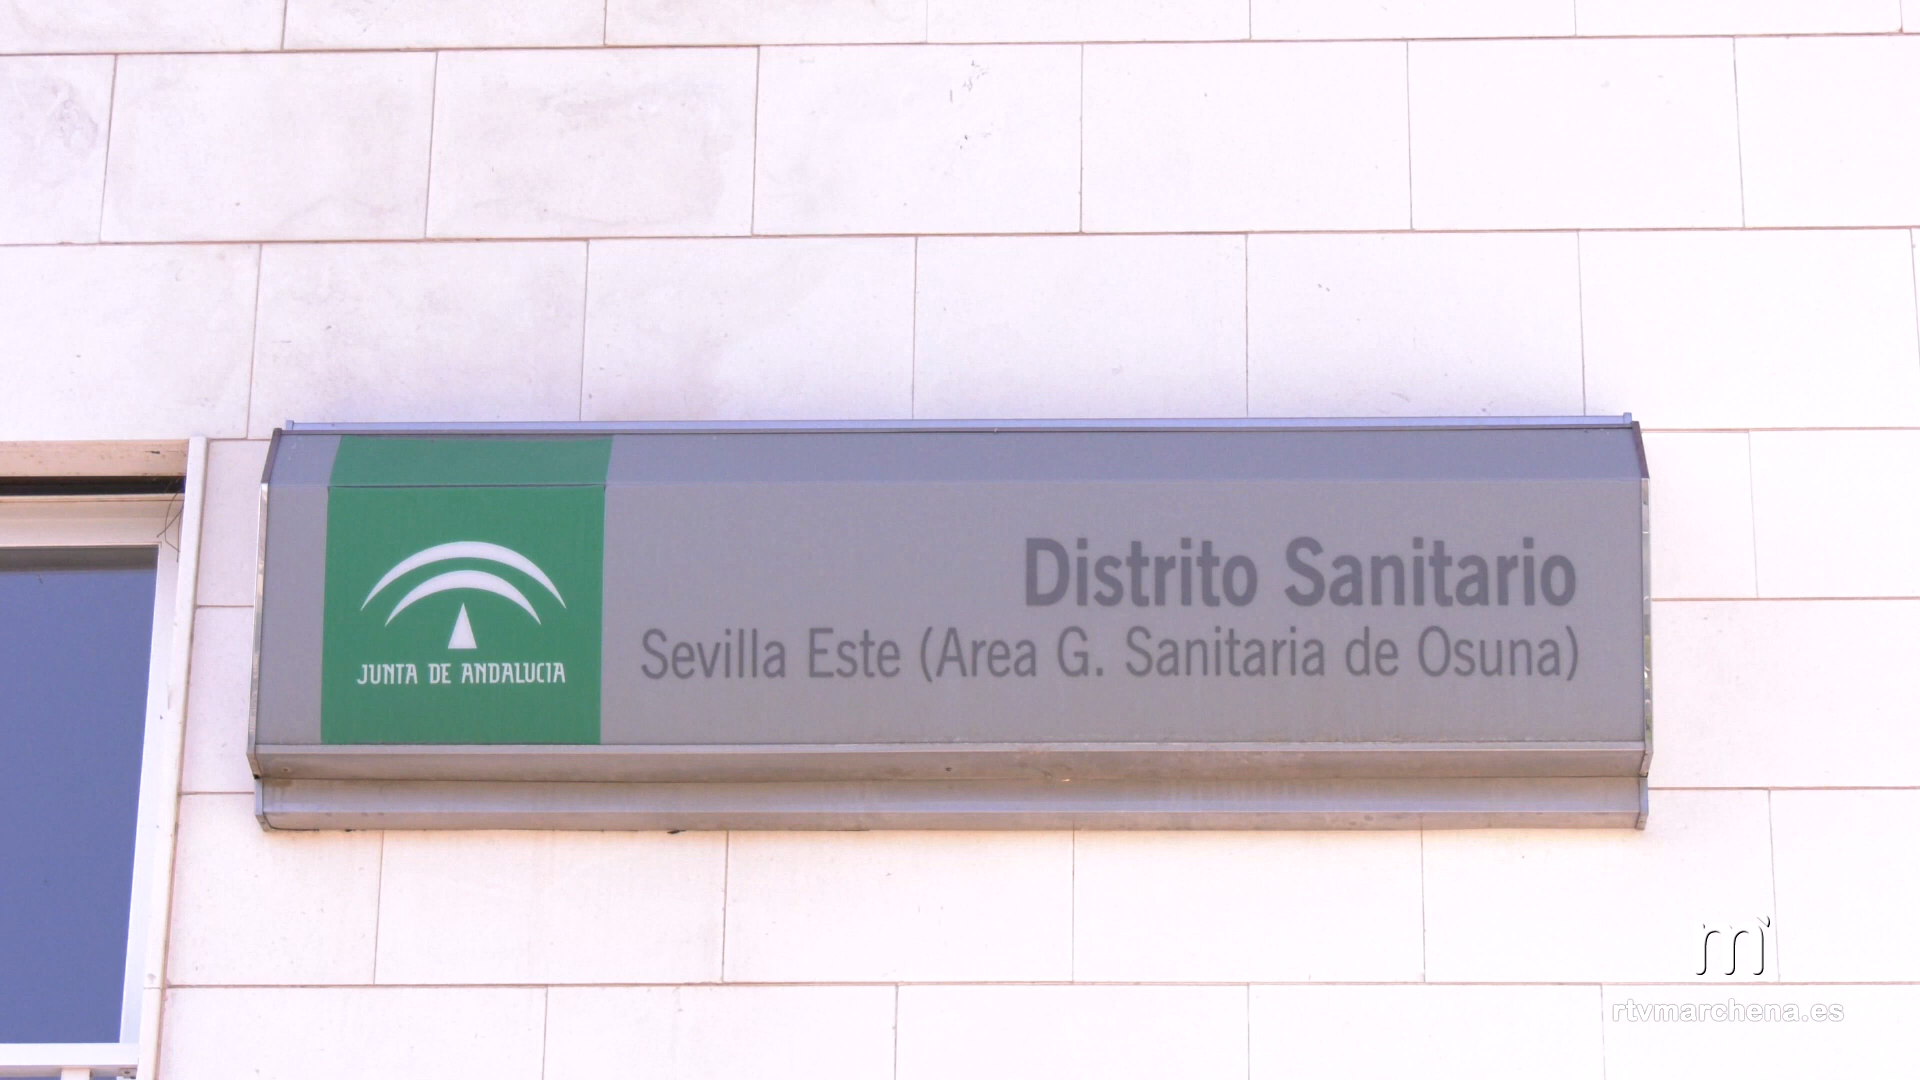 Distrito Sanitario
Sevilla Este (Area G. Sanitaria de Osuna)
JUNTA DE ANDALUCIA
m
rtvmarchena.es